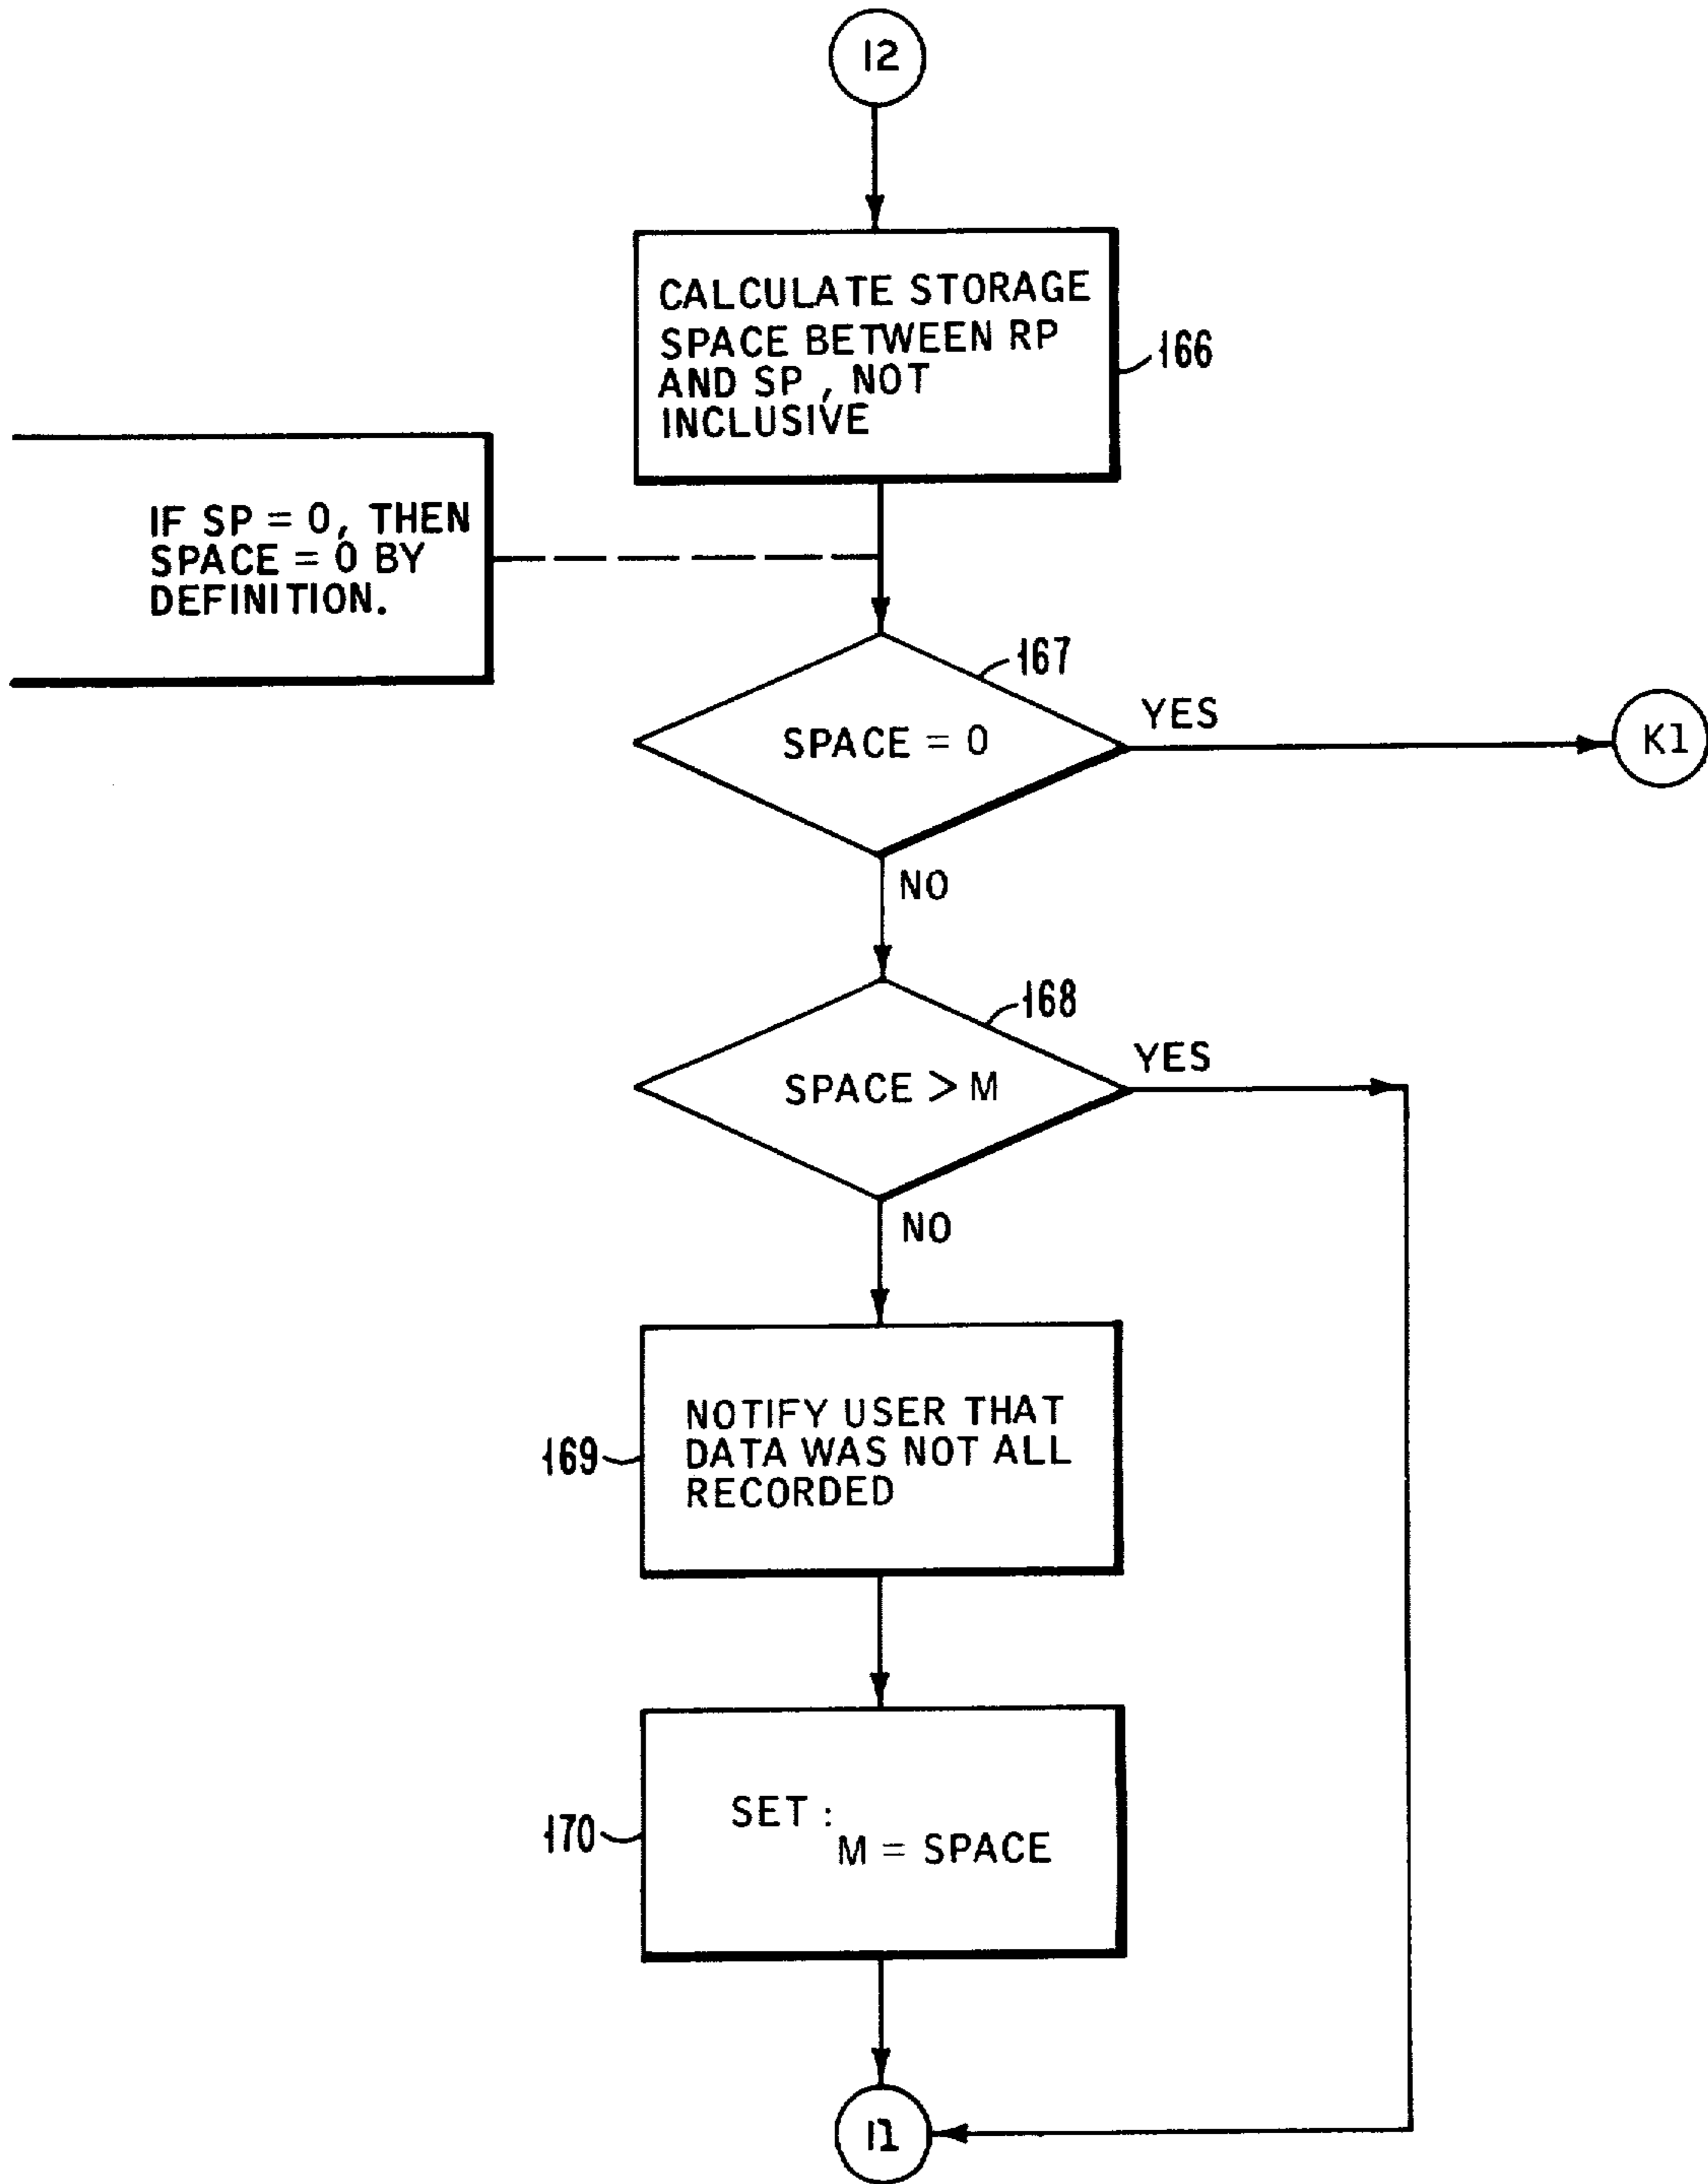 I2
CALCULATE STORAGE
SPACE BETWEEN RP
AND SP, NOT
INCLUSIVE
166
IF SP = 0, THEN
SPACE = 0 BY
DEFINITION.
167
SPACE = 0
YES
K1
NO
168
SPACE > M
YES
NO
169
NOTIFY USER THAT
DATA WAS NOT ALL
RECORDED
170
SET :
M = SPACE
I1